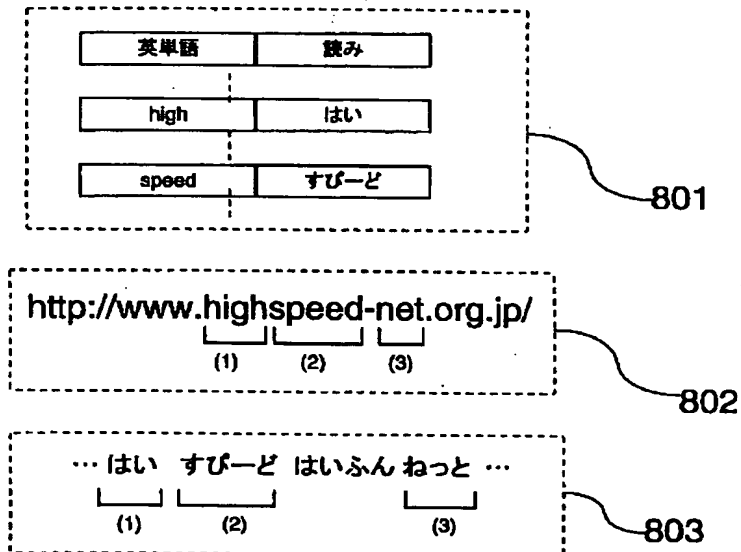 英単語 読み
high はい
speed すぴーど
801
http://www.highspeed-net.org.jp/
(1) (2) (3)
802
… はい すぴーど はいふん ねっと …
(1) (2) (3)
803